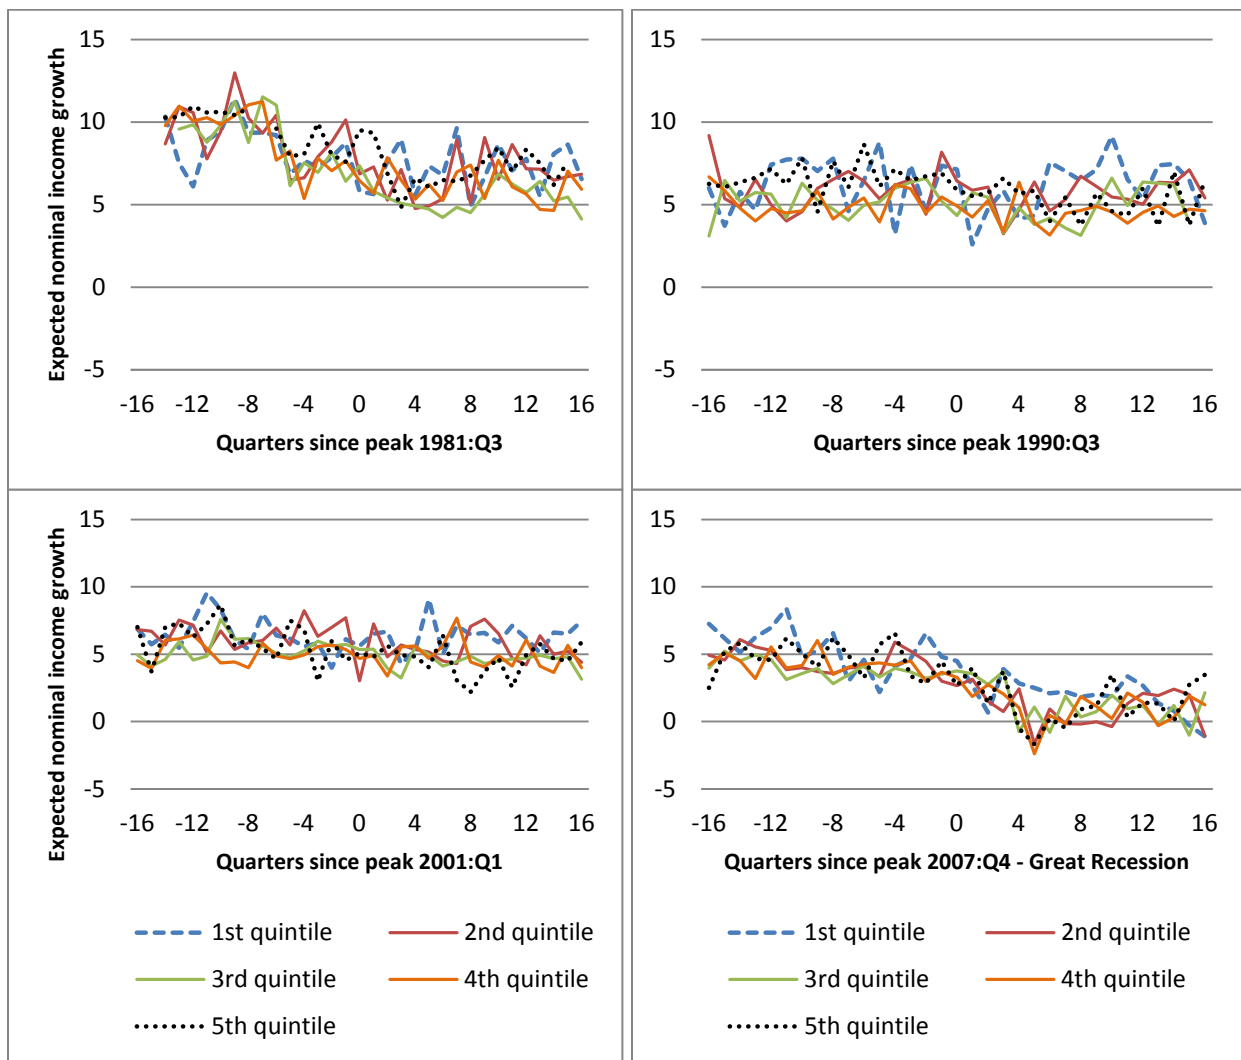 Expected nominal income growth
15
10
5
0
-5
-16 -12 -8 -4 0 4 8 12 16
Quarters since peak 1981:Q3
15
10
5
0
-5
-16 -12 -8 -4 0 4 8 12 16
Quarters since peak 1990:Q3
Expected nominal income growth
15
10
5
0
-5
-16 -12 -8 -4 0 4 8 12 16
Quarters since peak 2001:Q1
1st quintile 2nd quintile
3rd quintile 4th quintile
5th quintile
15
10
5
0
-5
-16 -12 -8 -4 0 4 8 12 16
Quarters since peak 2007:Q4 - Great Recession
1st quintile 2nd quintile
3rd quintile 4th quintile
5th quintile